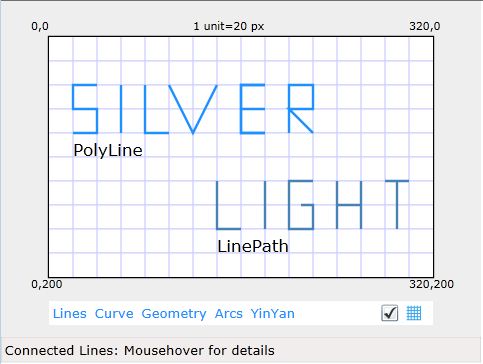 0,0 1 unit=20 px 320,0
SILVER
PolyLine
LIGHT
LinePath
0,200 320,200
Lines Curve Geometry Arcs YinYan
Connected Lines: Mousehover for details